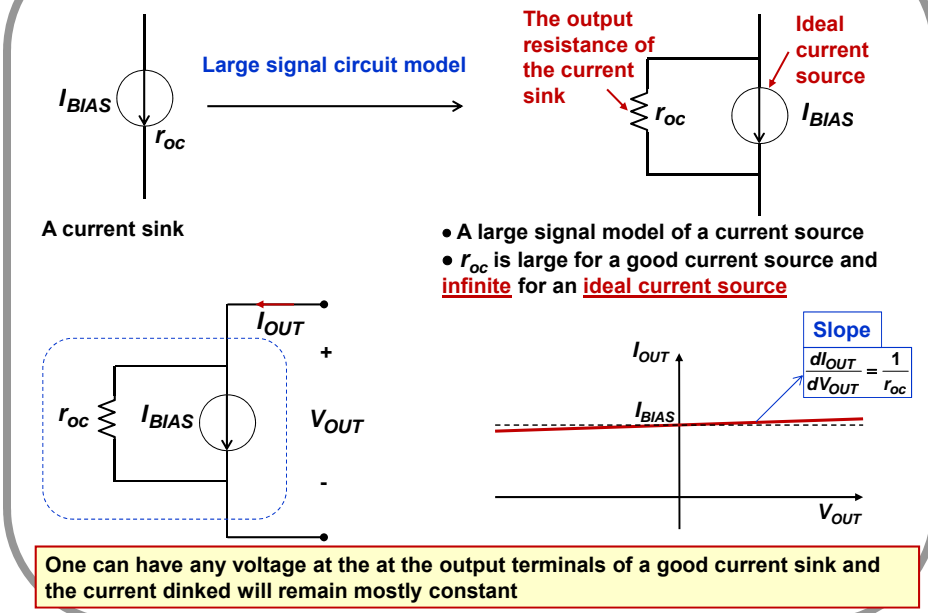 The output
resistance of
the current
sink
Ideal
current
source
Large signal circuit model
I_BIAS
r_oc
r_oc
I_BIAS
A current sink
• A large signal model of a current source
• r_oc is large for a good current source and
infinite for an ideal current source
I_OUT
+
r_oc
I_BIAS
V_OUT
-
Slope
dI_OUT/dV_OUT = 1/r_oc
I_OUT
I_BIAS
V_OUT
One can have any voltage at the at the output terminals of a good current sink and
the current dinked will remain mostly constant